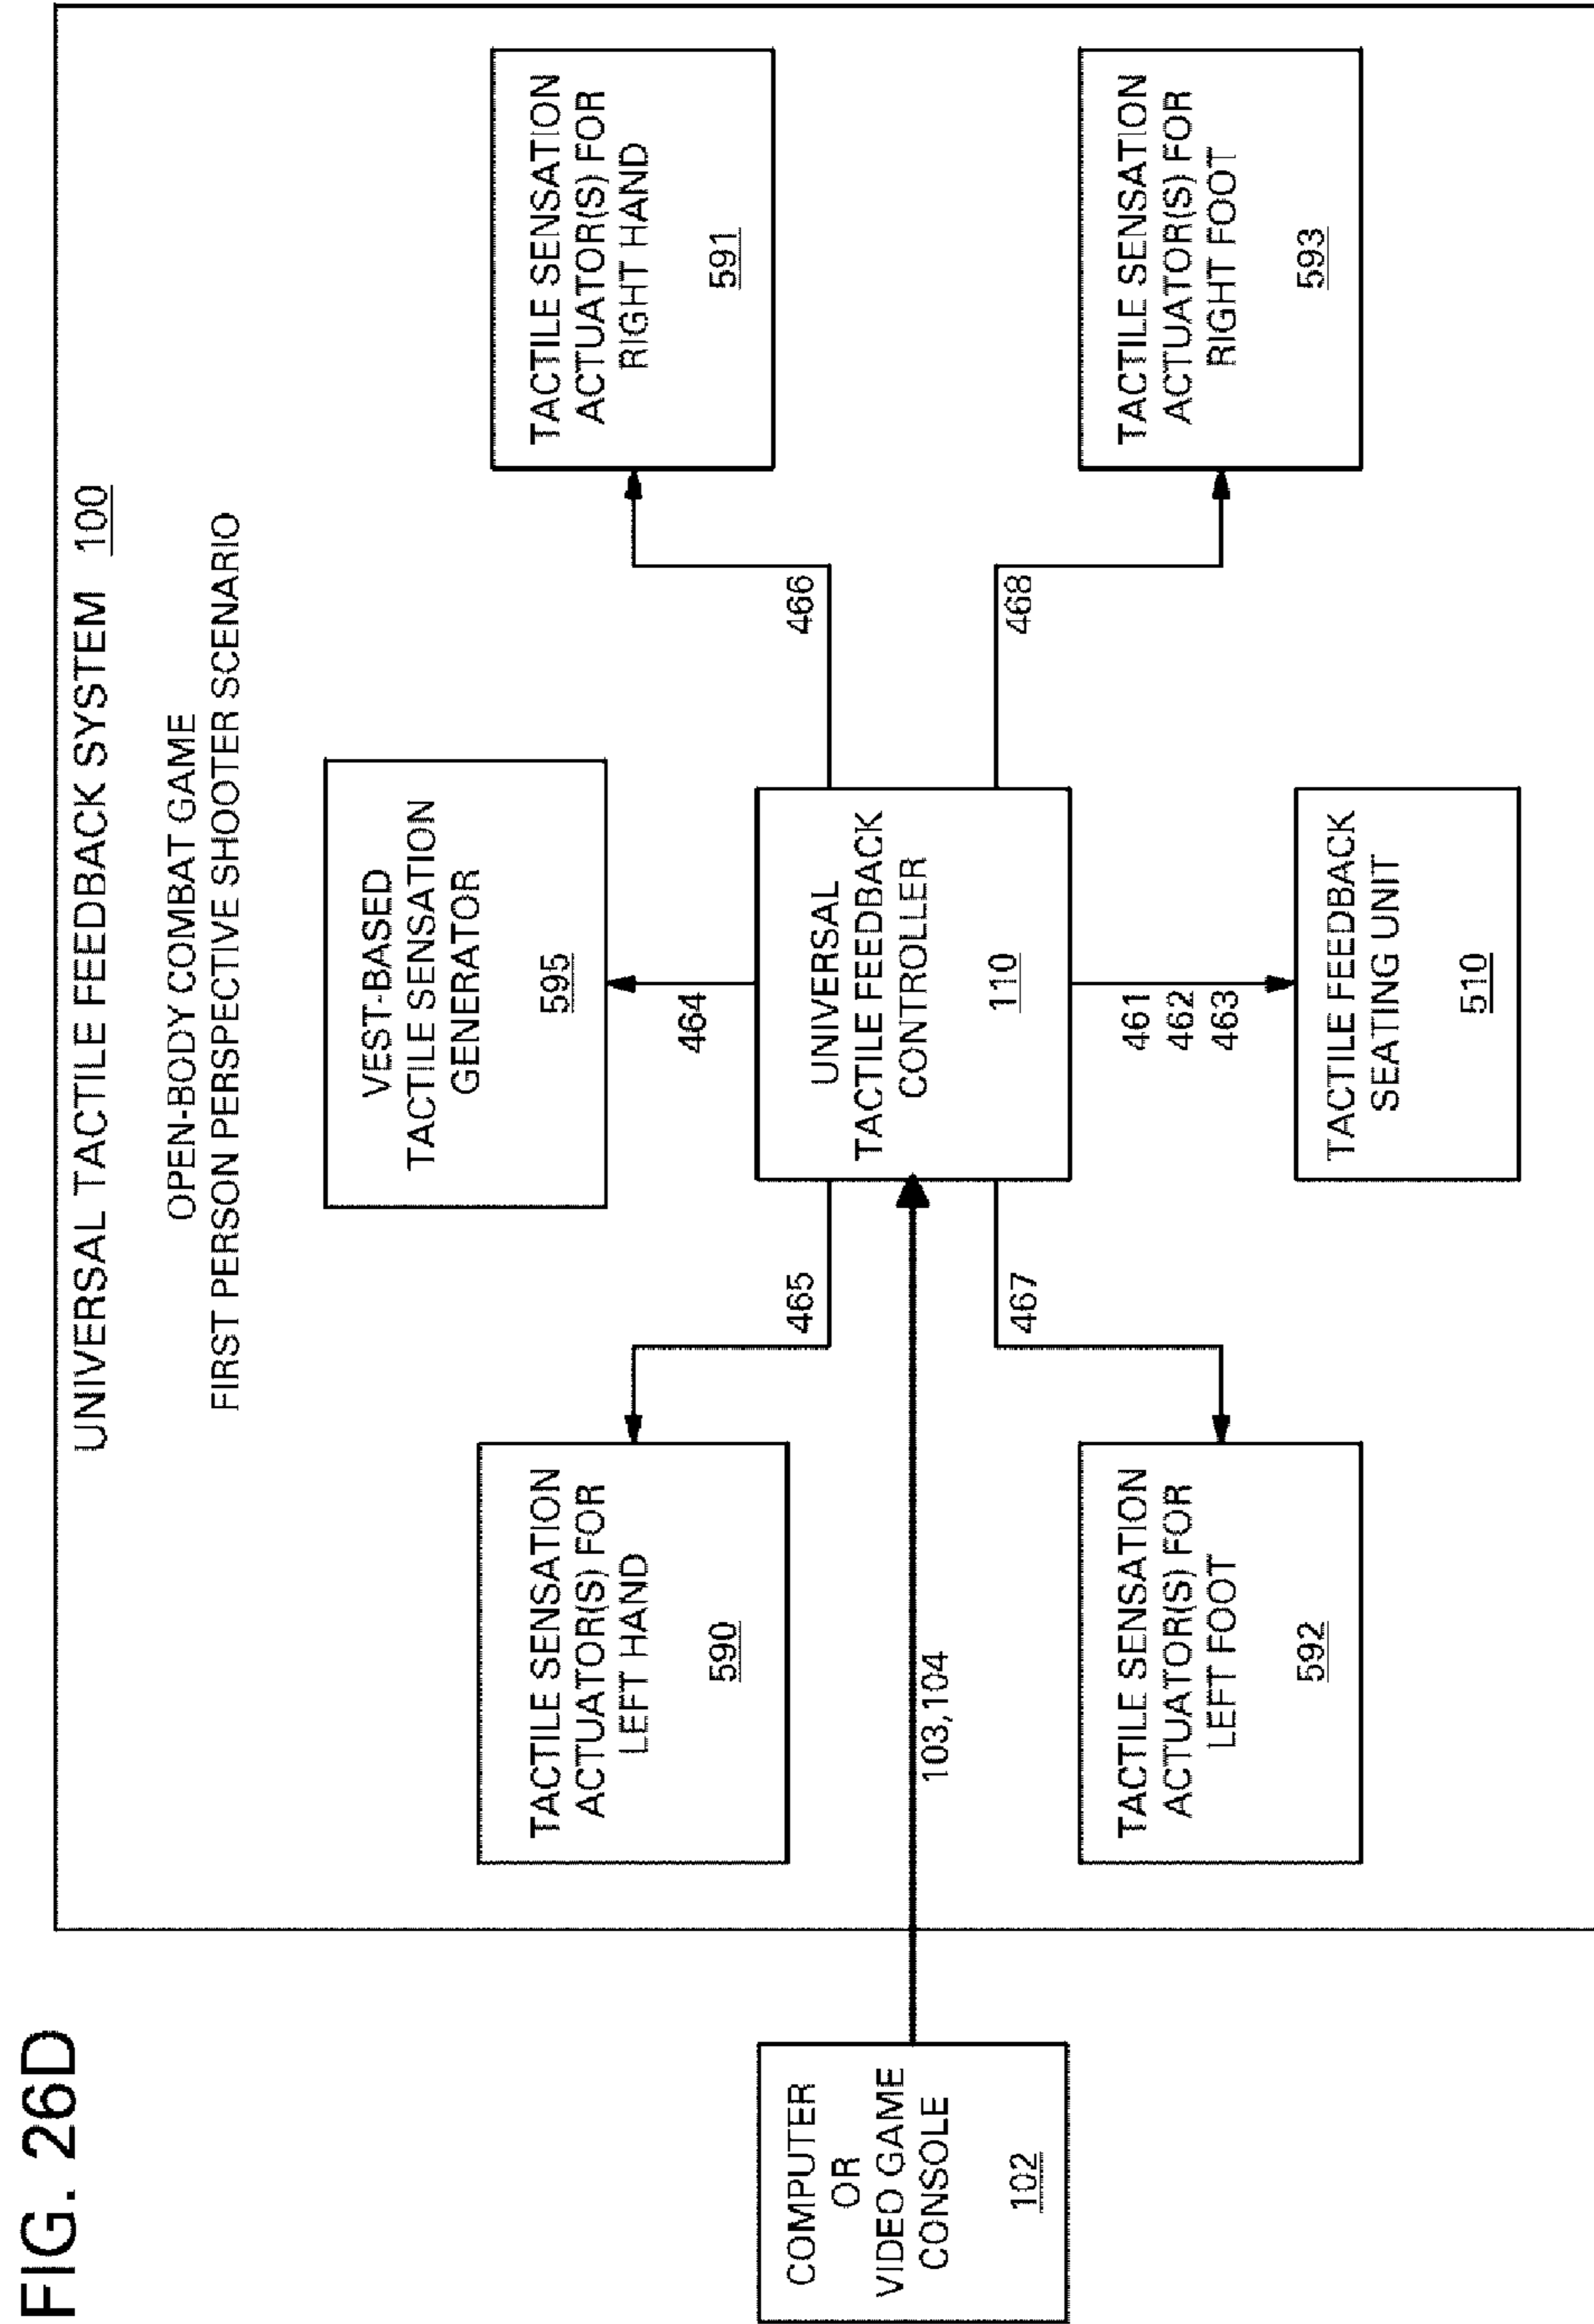 FIG. 26D
UNIVERSAL TACTILE FEEDBACK SYSTEM 100
OPEN-BODY COMBAT GAME
FIRST PERSON PERSPECTIVE SHOOTER SCENARIO
VEST-BASED
TACTILE SENSATION
GENERATOR
595
TACTILE SENSATION
ACTUATOR(S) FOR
LEFT HAND
590
TACTILE SENSATION
ACTUATOR(S) FOR
RIGHT HAND
591
464
465
466
COMPUTER
OR
VIDEO GAME
CONSOLE
102
103,104
UNIVERSAL
TACTILE FEEDBACK
CONTROLLER
110
467
468
461
462
463
TACTILE SENSATION
ACTUATOR(S) FOR
LEFT FOOT
592
TACTILE FEEDBACK
SEATING UNIT
510
TACTILE SENSATION
ACTUATOR(S) FOR
RIGHT FOOT
593